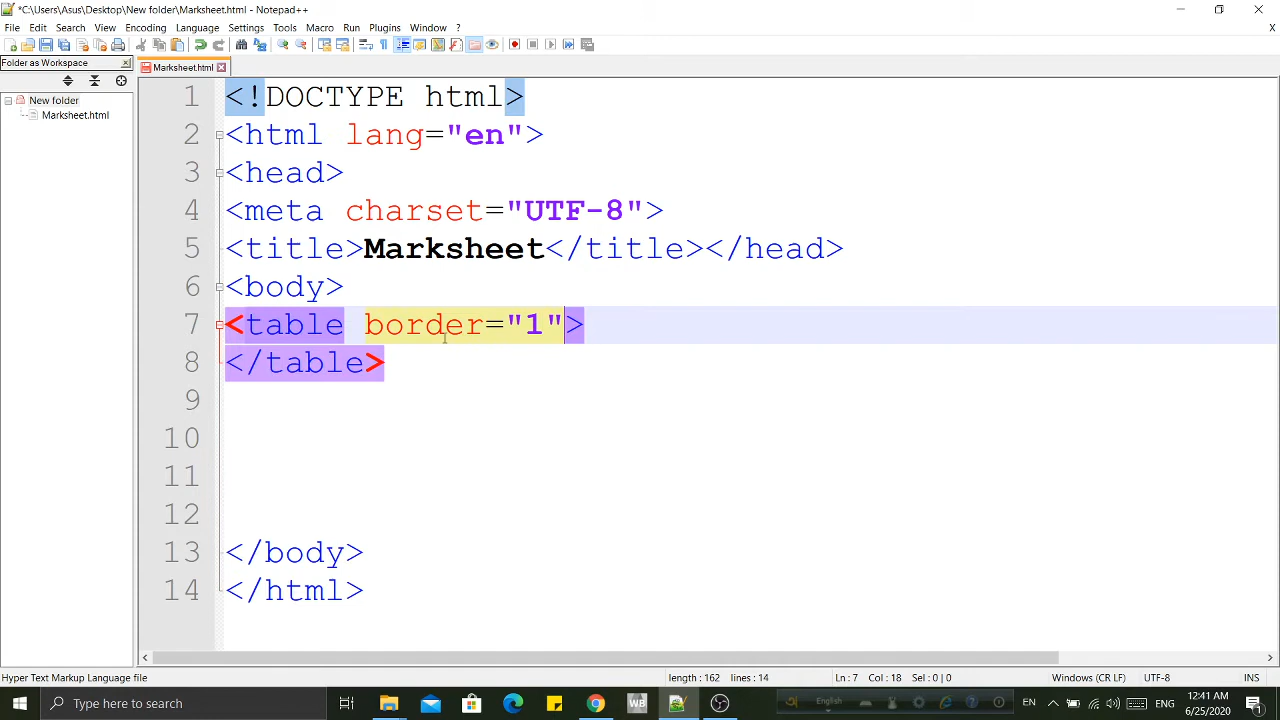 *C:\Users\Asus\Desktop\New folder\Marksheet.html - Notepad++
File Edit Search View Encoding Language Settings Tools Macro Run Plugins Window ?
X
Folder as Workspace
Marksheet.html
New folder
Marksheet.html
1 <!DOCTYPE html>
2 <html lang="en">
3 <head>
4 <meta charset="UTF-8">
5 <title>Marksheet</title></head>
6 <body>
7 <table border="1">
8 </table>
9
10
11
12
13 </body>
14 </html>
Hyper Text Markup Language file length : 162 lines : 14 Ln : 7 Col : 18 Sel : 0 | 0 Windows (CR LF) UTF-8 INS
Type here to search
WB
English
EN
ENG
12:41 AM
6/25/2020
1